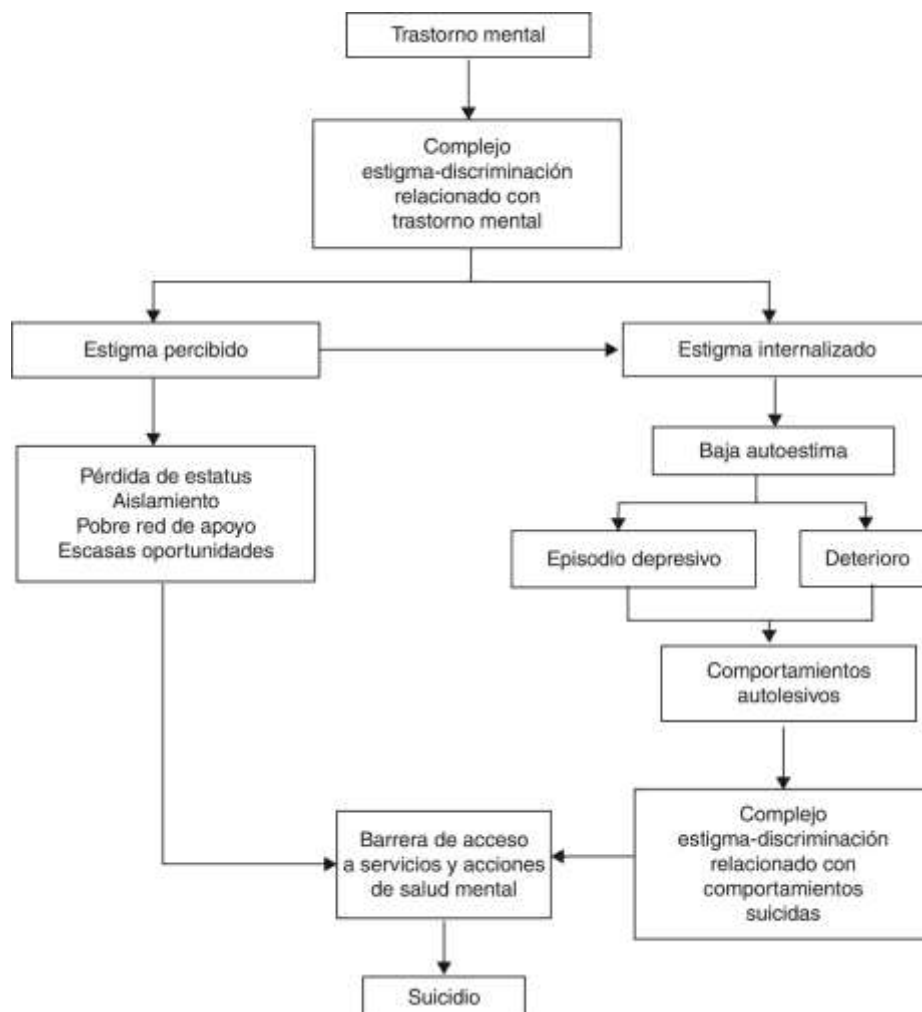 Trastorno mental
Complejo
estigma-discriminación
relacionado con
trastorno mental
Estigma percibido
Estigma internalizado
Baja autoestima
Pérdida de estatus
Aislamiento
Pobre red de apoyo
Escasas oportunidades
Episodio depresivo
Deterioro
Comportamientos
autolesivos
Barrera de acceso
a servicios y acciones
de salud mental
Complejo
estigma-discriminación
relacionado con
comportamientos
suicidas
Suicidio